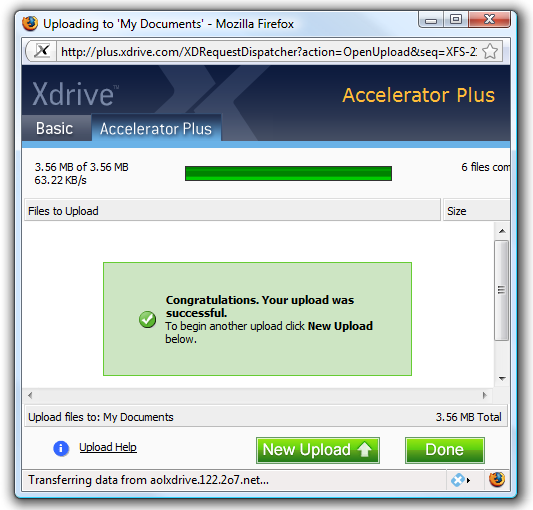 Uploading to 'My Documents' - Mozilla Firefox
http://plus.xdrive.com/XDRequestDispatcher?action=OpenUpload&seq=XFS-2
Xdrive™
Accelerator Plus
Basic
Accelerator Plus
3.56 MB of 3.56 MB
63.22 KB/s
6 files com
Files to Upload
Size
Congratulations. Your upload was
successful.
To begin another upload click New Upload
below.
Upload files to: My Documents
3.56 MB Total
Upload Help
New Upload
Done
Transferring data from aolxdrive.122.2o7.net...